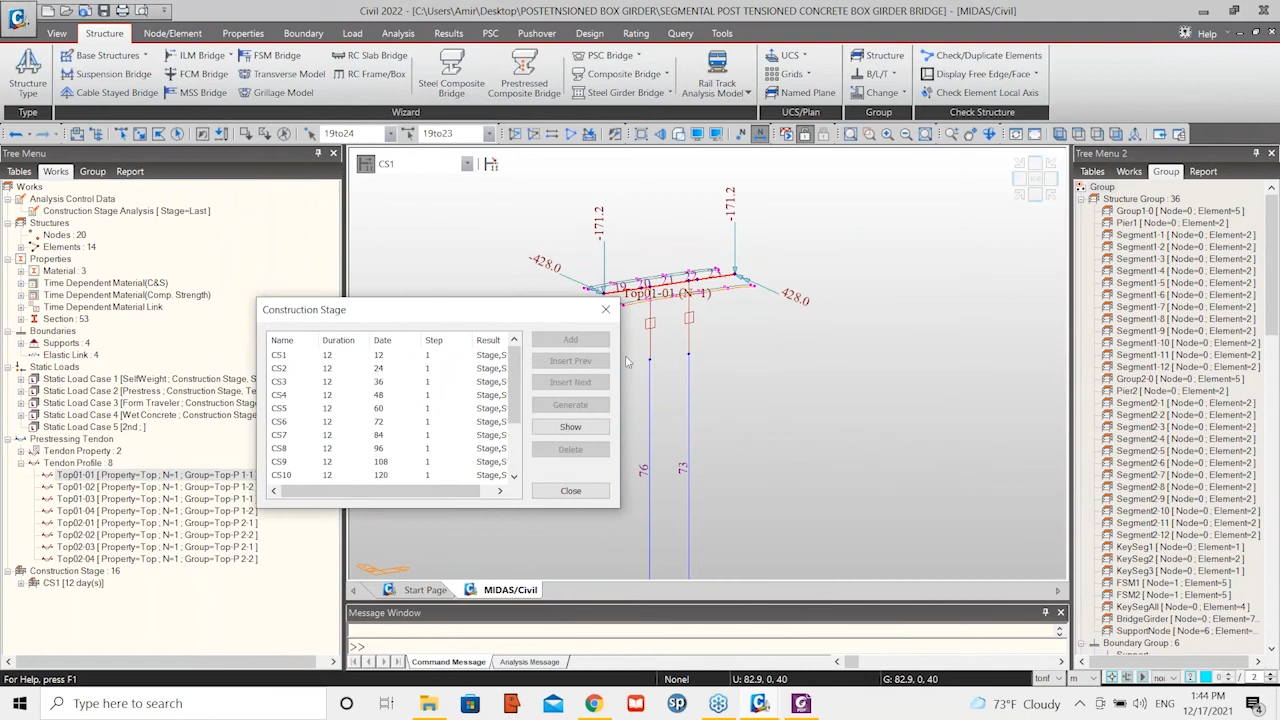 Civil 2022 - [C:\Users\Amir\Desktop\POSTETNSIONED BOX GIRDER\SEGMENTAL POST TENSIONED CONCRETE BOX GIRDER BRIDGE] - [MIDAS/Civil]
View Structure Node/Element Properties Boundary Load Analysis Results PSC Pushover Design Rating Query Tools Help
Structure Type
Base Structures ILM Bridge FSM Bridge RC Slab Bridge
Suspension Bridge FCM Bridge Transverse Model RC Frame/Box
Cable Stayed Bridge MSS Bridge Grillage Model
Steel Composite Bridge
Prestressed Composite Bridge
PSC Bridge
Composite Bridge
Steel Girder Bridge
Rail Track Analysis Model
UCS
Grids
Named Plane
Structure
B/L/T
Change
Check/Duplicate Elements
Display Free Edge/Face
Check Element Local Axis
Type Wizard UCS/Plan Group Check Structure
19to24 19to23
Tree Menu
Tables Works Group Report
Works
Analysis Control Data
Construction Stage Analysis [ Stage=Last ]
Structures
Nodes : 20
Elements : 14
Properties
Material : 3
Time Dependent Material(C&S)
Time Dependent Material(Comp. Strength)
Time Dependent Material Link
Section : 53
Boundaries
Supports : 4
Elastic Link : 4
Static Loads
Static Load Case 1 [SelfWeight ; Construction Stage,
Static Load Case 2 [Prestress ; Construction Stage, Ta
Static Load Case 3 [Form Traveler ; Construction Stag
Static Load Case 4 [Wet Concrete ; Construction Stag
Static Load Case 5 [2nd ; ]
Prestressing Tendon
Tendon Property : 2
Tendon Profile : 8
Top01-01 [ Property=Top ; N=1 ; Group=Top-P 1-1
Top01-02 [ Property=Top ; N=1 ; Group=Top-P 1-2
Top01-03 [ Property=Top ; N=1 ; Group=Top-P 1-1
Top01-04 [ Property=Top ; N=1 ; Group=Top-P 1-2
Top02-01 [ Property=Top ; N=1 ; Group=Top-P 2-1 ]
Top02-02 [ Property=Top ; N=1 ; Group=Top-P 2-2 ]
Top02-03 [ Property=Top ; N=1 ; Group=Top-P 2-1 ]
Top02-04 [ Property=Top ; N=1 ; Group=Top-P 2-2 ]
Construction Stage : 16
CS1 [12 day(s)]
CS1
-171.2
-171.2
-428.0
428.0
19 20 21 22
Top01-01 (N=1)
76
73
TOP
Construction Stage
Name Duration Date Step Result
CS1 12 12 1 Stage,S
CS2 12 24 1 Stage,S
CS3 12 36 1 Stage,S
CS4 12 48 1 Stage,S
CS5 12 60 1 Stage,S
CS6 12 72 1 Stage,S
CS7 12 84 1 Stage,S
CS8 12 96 1 Stage,S
CS9 12 108 1 Stage,S
CS10 12 120 1 Stage,S
Add
Insert Prev
Insert Next
Generate
Show
Delete
Close
Start Page MIDAS/Civil
Message Window
>>
Command Message Analysis Message
Tree Menu 2
Tables Works Group Report
Group
Structure Group : 36
Group1-0 [ Node=0 ; Element=5 ]
Pier1 [ Node=0 ; Element=2 ]
Segment1-1 [ Node=0 ; Element=2 ]
Segment1-2 [ Node=0 ; Element=2 ]
Segment1-3 [ Node=0 ; Element=2 ]
Segment1-4 [ Node=0 ; Element=2 ]
Segment1-5 [ Node=0 ; Element=2 ]
Segment1-6 [ Node=0 ; Element=2 ]
Segment1-7 [ Node=0 ; Element=2 ]
Segment1-8 [ Node=0 ; Element=2 ]
Segment1-9 [ Node=0 ; Element=2 ]
Segment1-10 [ Node=0 ; Element=2 ]
Segment1-11 [ Node=0 ; Element=2 ]
Segment1-12 [ Node=0 ; Element=2 ]
Group2-0 [ Node=0 ; Element=5 ]
Pier2 [ Node=0 ; Element=2 ]
Segment2-1 [ Node=0 ; Element=2 ]
Segment2-2 [ Node=0 ; Element=2 ]
Segment2-3 [ Node=0 ; Element=2 ]
Segment2-4 [ Node=0 ; Element=2 ]
Segment2-5 [ Node=0 ; Element=2 ]
Segment2-6 [ Node=0 ; Element=2 ]
Segment2-7 [ Node=0 ; Element=2 ]
Segment2-8 [ Node=0 ; Element=2 ]
Segment2-9 [ Node=0 ; Element=2 ]
Segment2-10 [ Node=0 ; Element=2 ]
Segment2-11 [ Node=0 ; Element=2 ]
Segment2-12 [ Node=0 ; Element=2 ]
KeySeg1 [ Node=0 ; Element=1 ]
KeySeg2 [ Node=0 ; Element=2 ]
KeySeg3 [ Node=0 ; Element=1 ]
FSM1 [ Node=1 ; Element=5 ]
FSM2 [ Node=1 ; Element=5 ]
KeySegAll [ Node=0 ; Element=4 ]
BridgeGirder [ Node=0 ; Element=7...
SupportNode [ Node=6 ; Element=...
Boundary Group : 6
For Help, press F1 None! U: 82.9, 0, 40 G: 82.9, 0, 40 tonf m 0 / 2
Type here to search
73°F Cloudy ENG 1:44 PM 12/17/2021 4